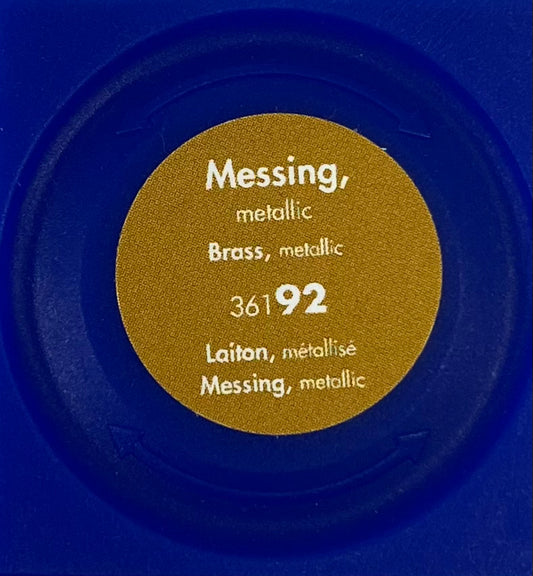 Messing,
metallic
Brass, metallic
36192
Laiton, métallisé
Messing, metallic